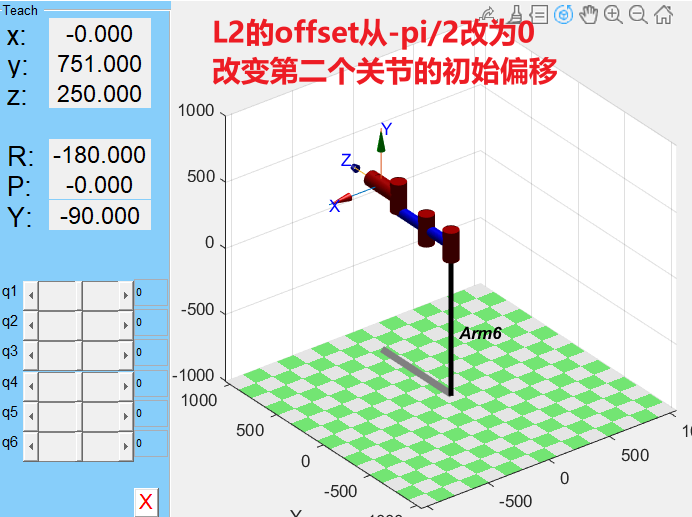 Teach
x: -0.000
y: 751.000
z: 250.000
R: -180.000
P: -0.000
Y: -90.000
q1 0
q2 0
q3 0
q4 0
q5 0
q6 0
X
L2的offset从-pi/2改为0
改变第二个关节的初始偏移
1000
500
0
-500
-1000
Y
Z
X
Arm6
1000
500
0
-500
500
0
-500